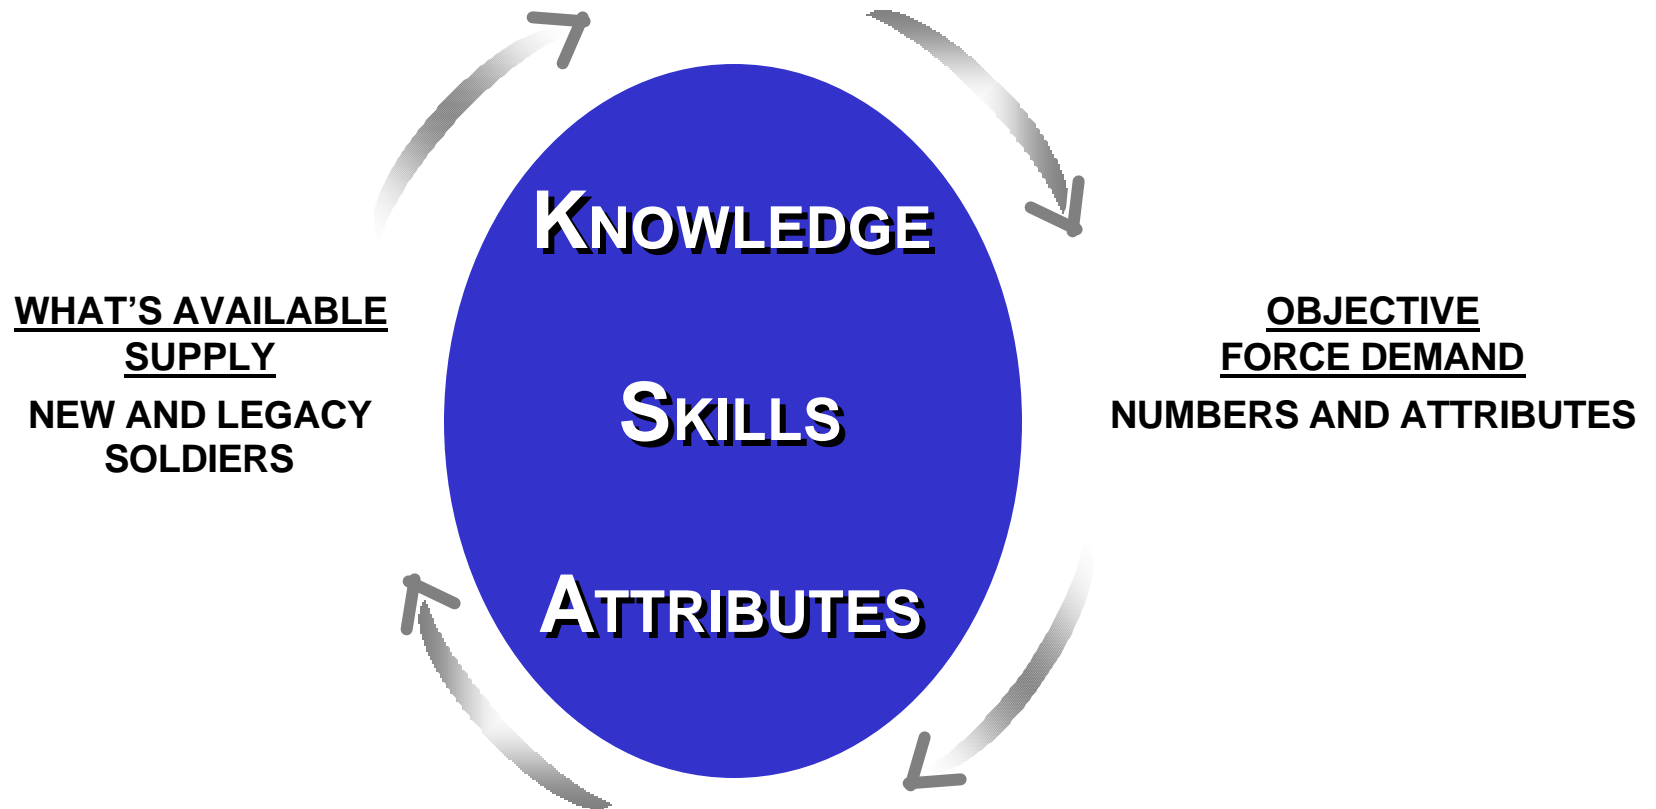 KNOWLEDGE
SKILLS
ATTRIBUTES
WHAT’S AVAILABLE
SUPPLY
NEW AND LEGACY
SOLDIERS
OBJECTIVE
FORCE DEMAND
NUMBERS AND ATTRIBUTES